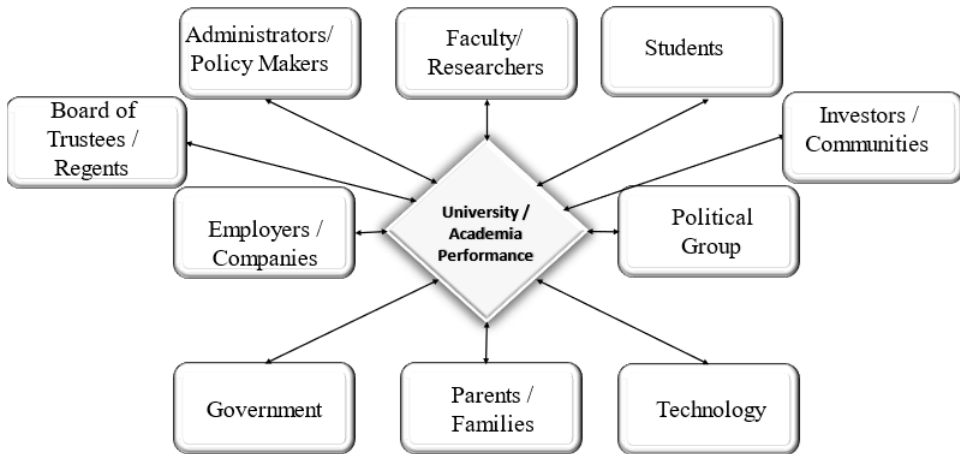 Administrators/
Policy Makers
Faculty/
Researchers
Students
Board of
Trustees /
Regents
Investors /
Communities
Employers /
Companies
University /
Academia
Performance
Political
Group
Government
Parents /
Families
Technology